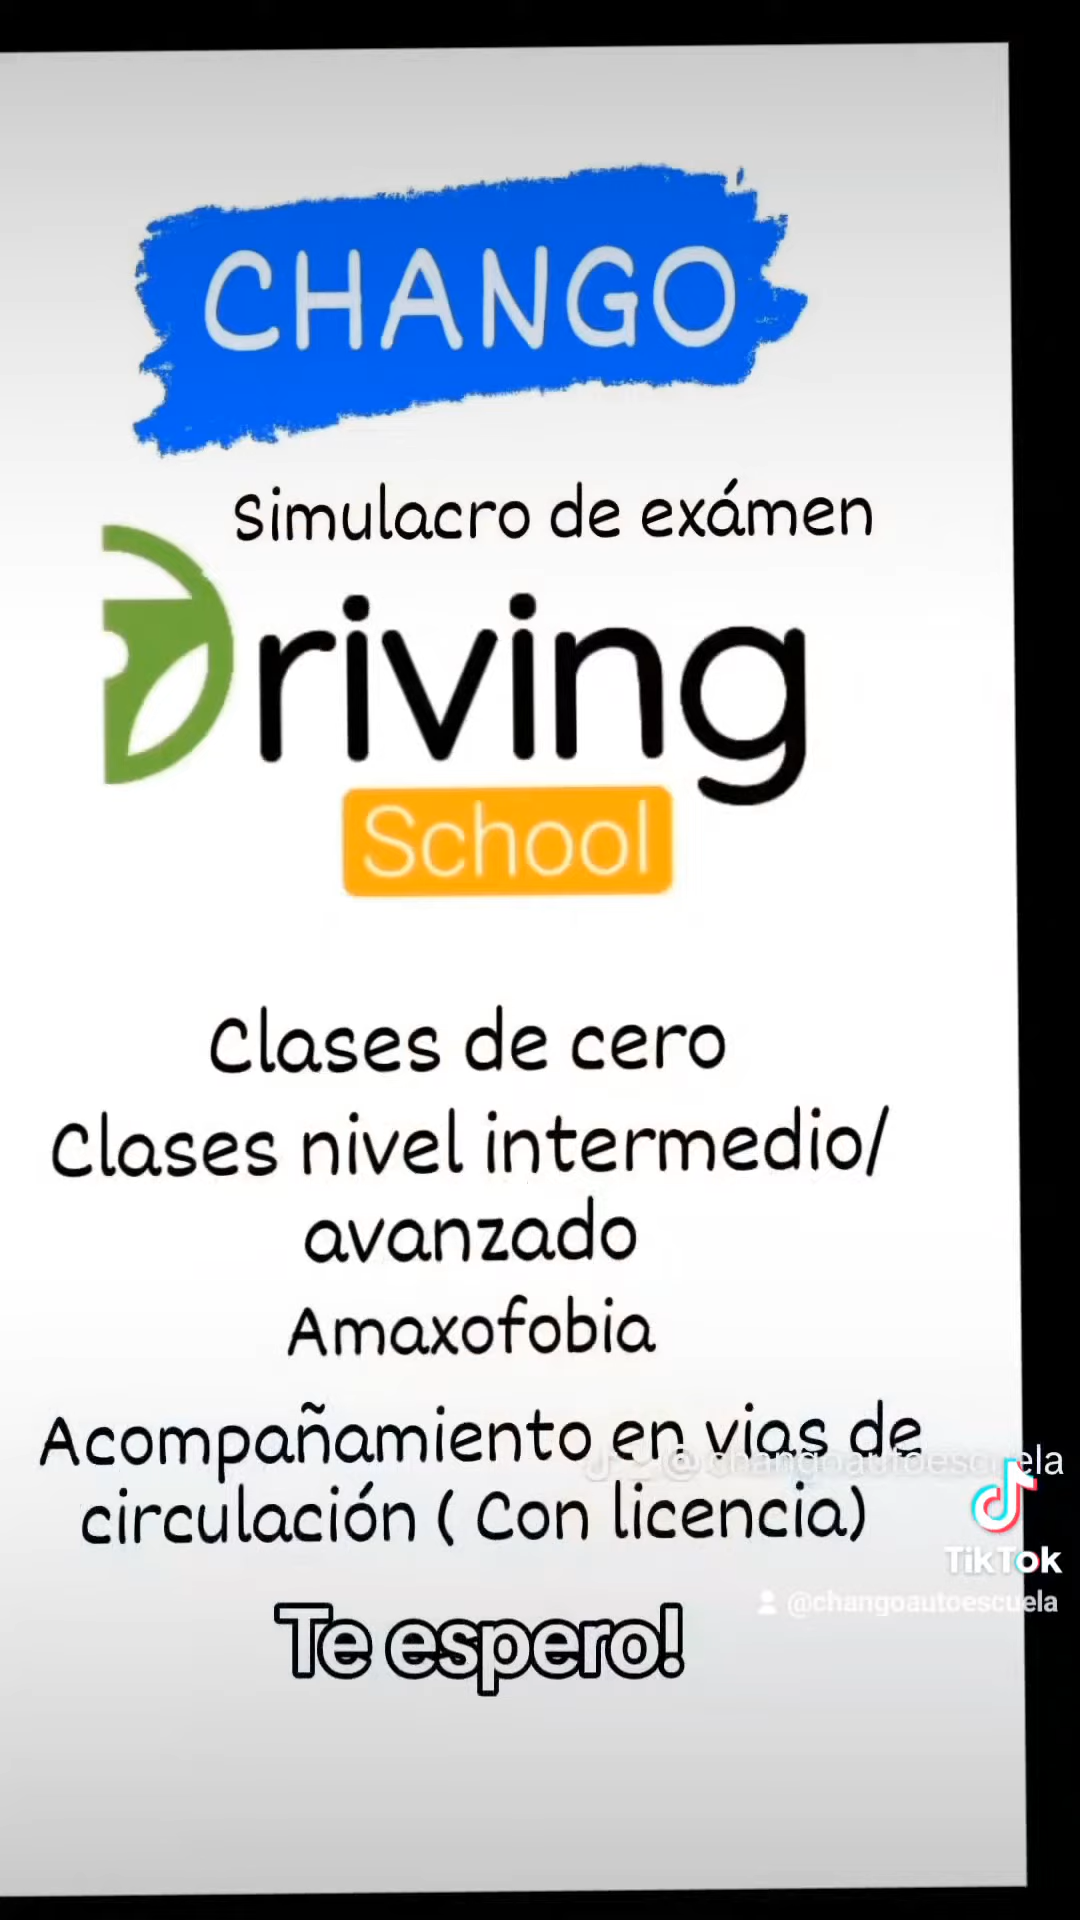 CHANGO
Simulacro de exámen
Driving
School
Clases de cero
Clases nivel intermedio/
avanzado
Amaxofobia
Acompañamiento en vias de
circulación ( Con licencia)
@changoautoescuela
TikTok
@changoautoescuela
Te espero!